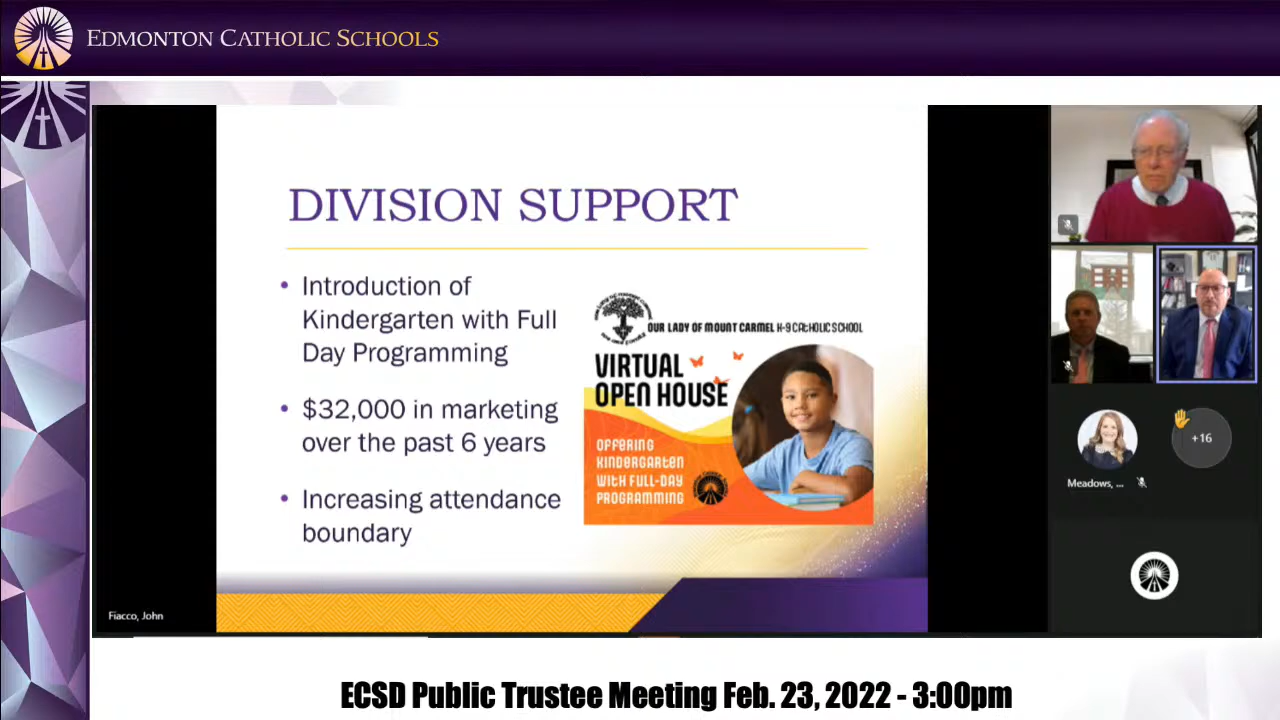 EDMONTON CATHOLIC SCHOOLS
DIVISION SUPPORT
• Introduction of
Kindergarten with Full
Day Programming
• $32,000 in marketing
over the past 6 years
• Increasing attendance
boundary
OUR LADY OF MOUNT CARMEL K-9 CATHOLIC SCHOOL
VIRTUAL
OPEN HOUSE
OFFERING
KINDERGARTEN
WITH FULL-DAY
PROGRAMMING
+16
Meadows, ...
Fiacco, John
ECSD Public Trustee Meeting Feb. 23, 2022 - 3:00pm